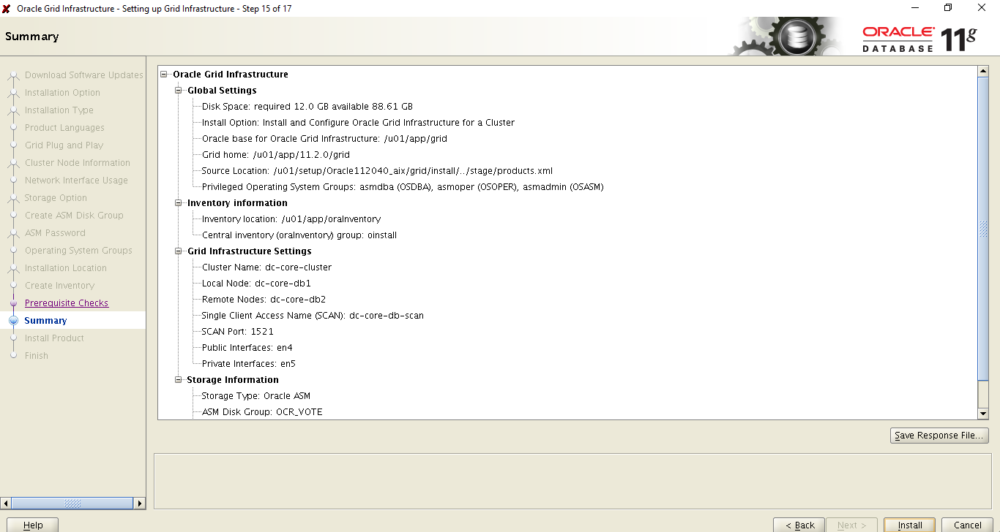 Oracle Grid Infrastructure - Setting up Grid Infrastructure - Step 15 of 17
Summary
ORACLE
DATABASE
11g
Download Software Updates
Installation Option
Installation Type
Product Languages
Grid Plug and Play
Cluster Node Information
Network Interface Usage
Storage Option
Create ASM Disk Group
ASM Password
Operating System Groups
Installation Location
Create Inventory
Prerequisite Checks
Summary
Install Product
Finish
Oracle Grid Infrastructure
Global Settings
Disk Space: required 12.0 GB available 88.61 GB
Install Option: Install and Configure Oracle Grid Infrastructure for a Cluster
Oracle base for Oracle Grid Infrastructure: /u01/app/grid
Grid home: /u01/app/11.2.0/grid
Source Location: /u01/setup/Oracle112040_aix/grid/install/../stage/products.xml
Privileged Operating System Groups: asmdba (OSDBA), asmoper (OSOPER), asmadmin (OSASM)
Inventory information
Inventory location: /u01/app/oraInventory
Central inventory (oraInventory) group: oinstall
Grid Infrastructure Settings
Cluster Name: dc-core-cluster
Local Node: dc-core-db1
Remote Nodes: dc-core-db2
Single Client Access Name (SCAN): dc-core-db-scan
SCAN Port: 1521
Public Interfaces: en4
Private Interfaces: en5
Storage Information
Storage Type: Oracle ASM
ASM Disk Group: OCR_VOTE
Save Response File...
Help
< Back
Next >
Install
Cancel